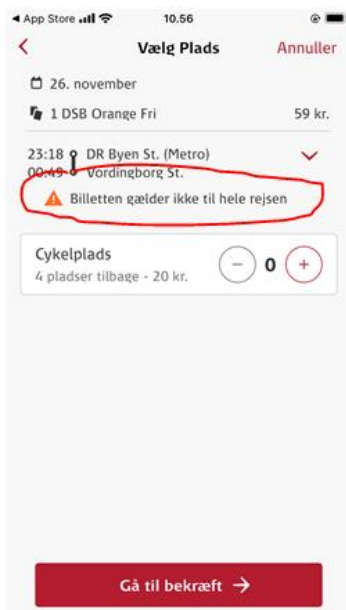 App Store 10.56
Vælg Plads Annuller
26. november
1 DSB Orange Fri 59 kr.
23:18 DR Byen St. (Metro)
00:49 Vordingborg St.
Billetten gælder ikke til hele rejsen
Cykelplads
4 pladser tilbage - 20 kr.
− 0 +
Gå til bekræft →